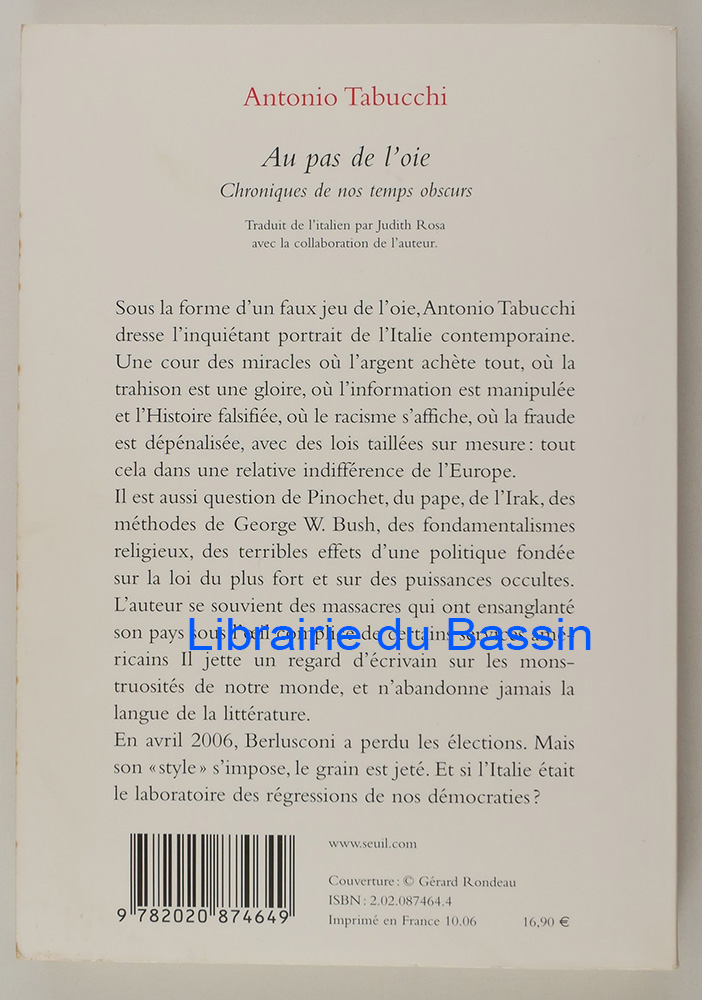 Antonio Tabucchi
Au pas de l'oie
Chroniques de nos temps obscurs
Traduit de l'italien par Judith Rosa
avec la collaboration de l'auteur.
Sous la forme d'un faux jeu de l'oie, Antonio Tabucchi
dresse l'inquiétant portrait de l'Italie contemporaine.
Une cour des miracles où l'argent achète tout, où la
trahison est une gloire, où l'information est manipulée
et l'Histoire falsifiée, où le racisme s'affiche, où la fraude
est dépénalisée, avec des lois taillées sur mesure : tout
cela dans une relative indifférence de l'Europe.
Il est aussi question de Pinochet, du pape, de l'Irak, des
méthodes de George W. Bush, des fondamentalismes
religieux, des terribles effets d'une politique fondée
sur la loi du plus fort et sur des puissances occultes.
L'auteur se souvient des massacres qui ont ensanglanté
son pays sous l'œil complice de certains services amé-
Librairie du Bassin
ricains Il jette un regard d'écrivain sur les mons-
truosités de notre monde, et n'abandonne jamais la
langue de la littérature.
En avril 2006, Berlusconi a perdu les élections. Mais
son « style » s'impose, le grain est jeté. Et si l'Italie était
le laboratoire des régressions de nos démocraties ?
www.seuil.com
Couverture : © Gérard Rondeau
ISBN : 2.02.087464.4
Imprimé en France 10.06 16,90 €
9 782020 874649